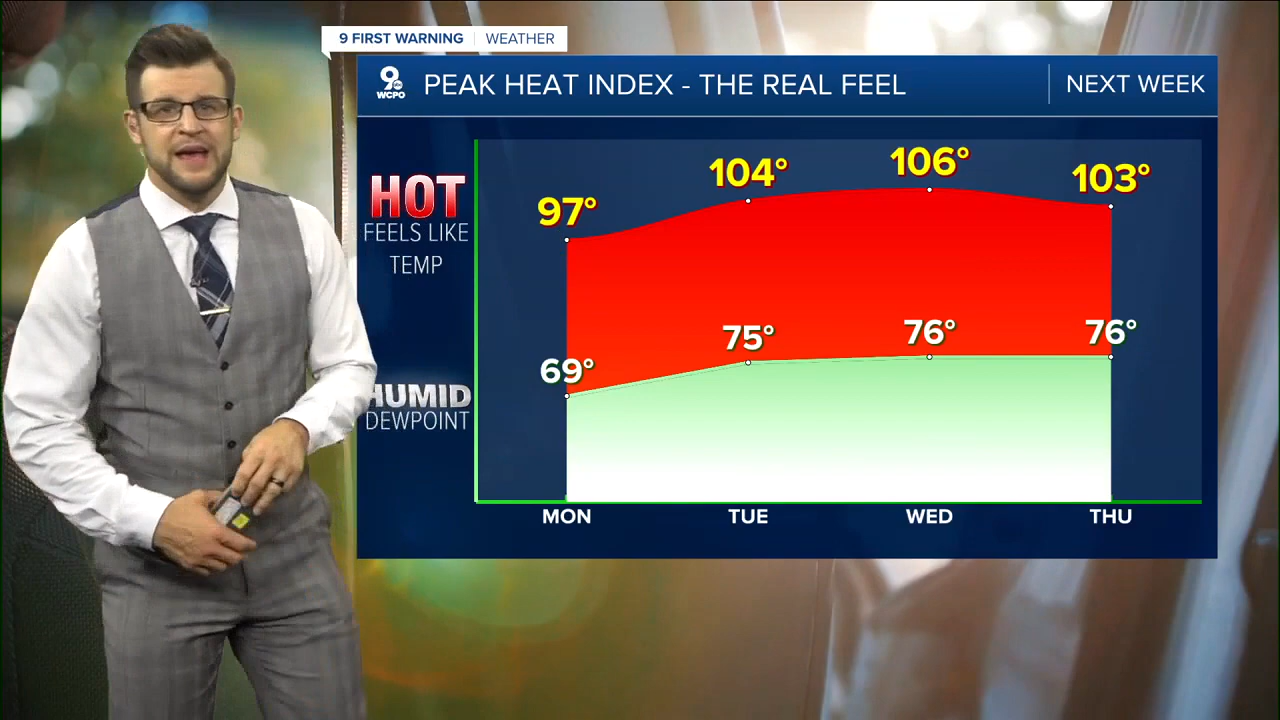 9 FIRST WARNING | WEATHER
9 abc
WCPO
PEAK HEAT INDEX - THE REAL FEEL
NEXT WEEK
HOT
FEELS LIKE
TEMP
97° 104° 106° 103°
HUMID
DEWPOINT
69° 75° 76° 76°
MON TUE WED THU